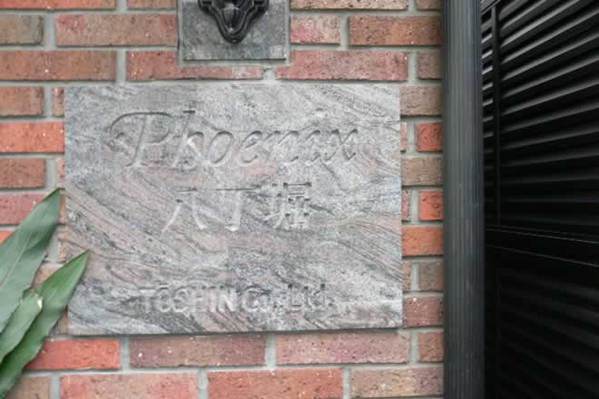 Phoenix
八丁堀
TOSHIN Co., Ltd.